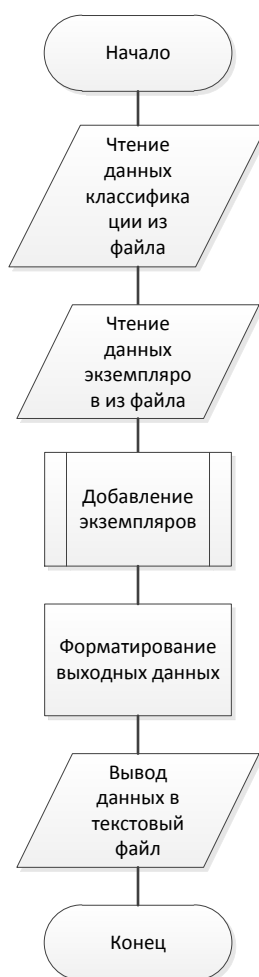 Начало
Чтение
данных
классифика
ции из
файла
Чтение
данных
экземпляро
в из файла
Добавление
экземпляров
Форматирование
выходных данных
Вывод
данных в
текстовый
файл
Конец